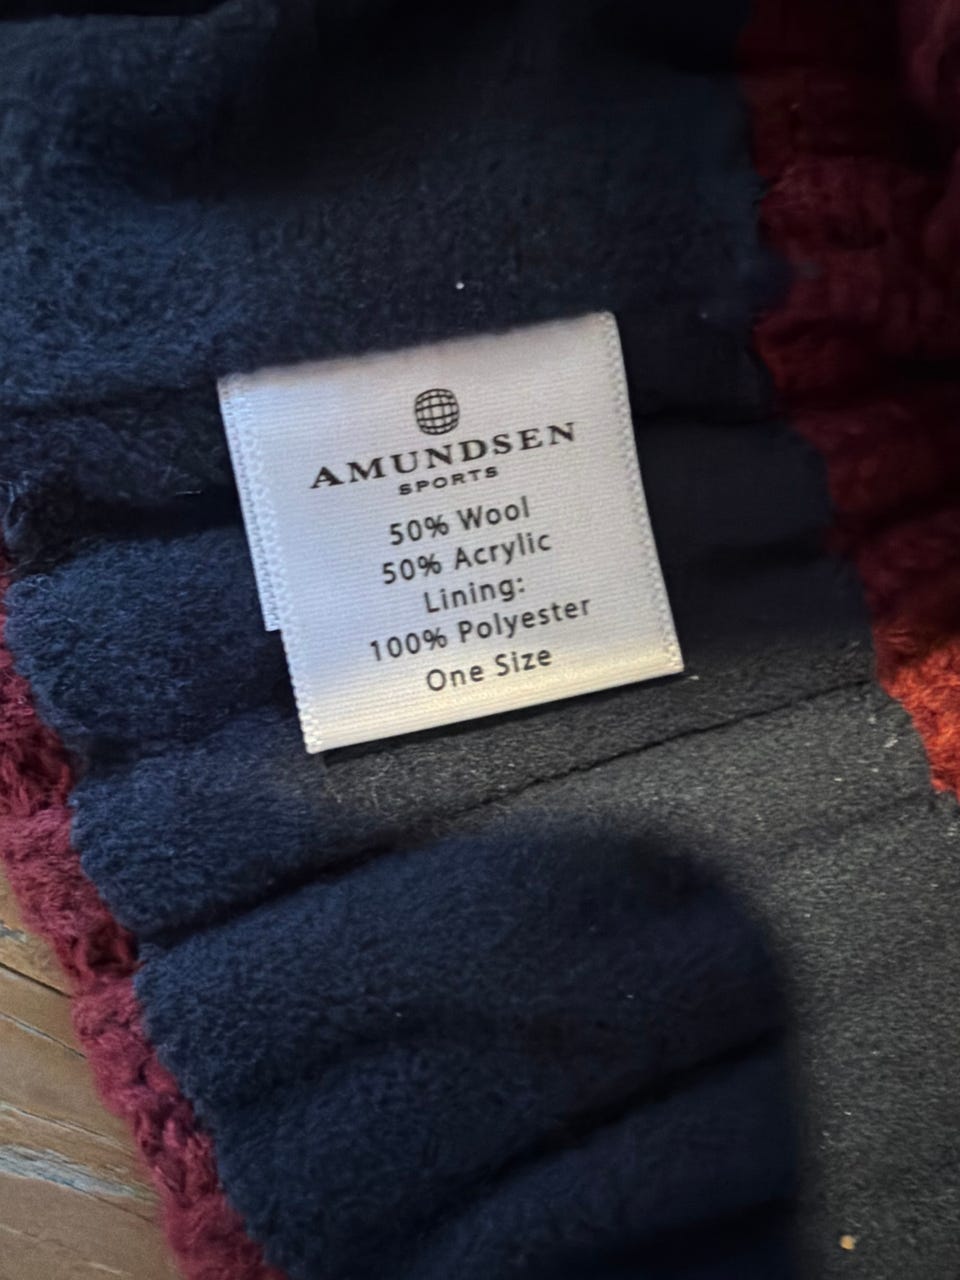 AMUNDSEN
SPORTS
50% Wool
50% Acrylic
Lining:
100% Polyester
One Size